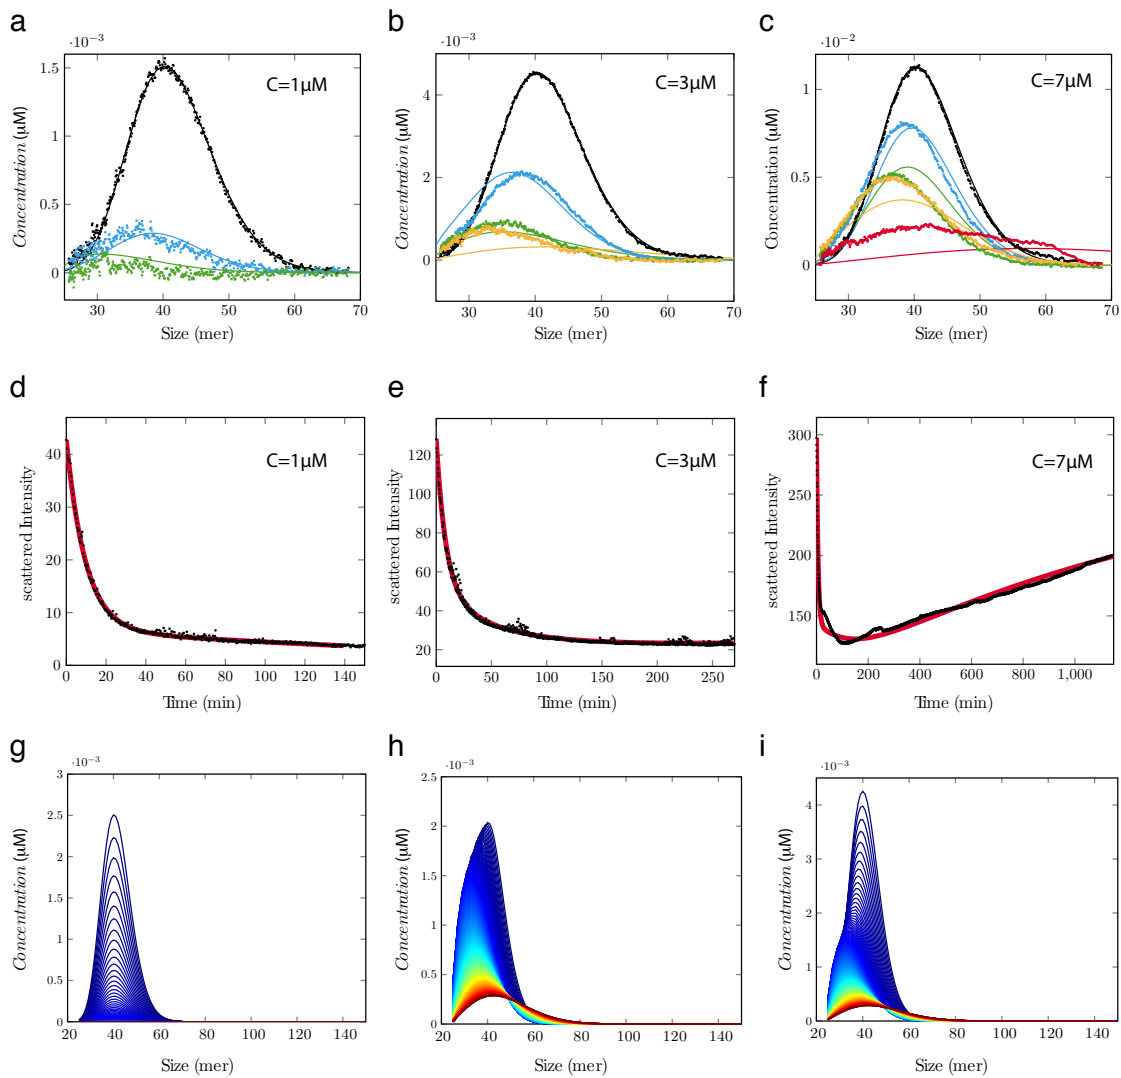 a
b
c
·10⁻³
·10⁻³
·10⁻²
C=1µM
C=3µM
C=7µM
Concentration (µM)
1.5
1
0.5
0
30 40 50 60 70
Size (mer)
Concentration (µM)
4
2
0
30 40 50 60 70
Size (mer)
Concentration (µM)
1
0.5
0
30 40 50 60 70
Size (mer)
d
e
f
C=1µM
C=3µM
C=7µM
scattered Intensity
40
30
20
10
0
0 20 40 60 80 100 120 140
Time (min)
scattered Intensity
120
100
80
60
40
20
0 50 100 150 200 250
Time (min)
scattered Intensity
300
250
200
150
0 200 400 600 800 1,000
Time (min)
g
h
i
·10⁻³
·10⁻³
·10⁻³
Concentration (µM)
3
2.5
2
1.5
1
0.5
0
20 40 60 80 100 120 140
Size (mer)
Concentration (µM)
2.5
2
1.5
1
0.5
0
20 40 60 80 100 120 140
Size (mer)
Concentration (µM)
4
3
2
1
0
20 40 60 80 100 120 140
Size (mer)